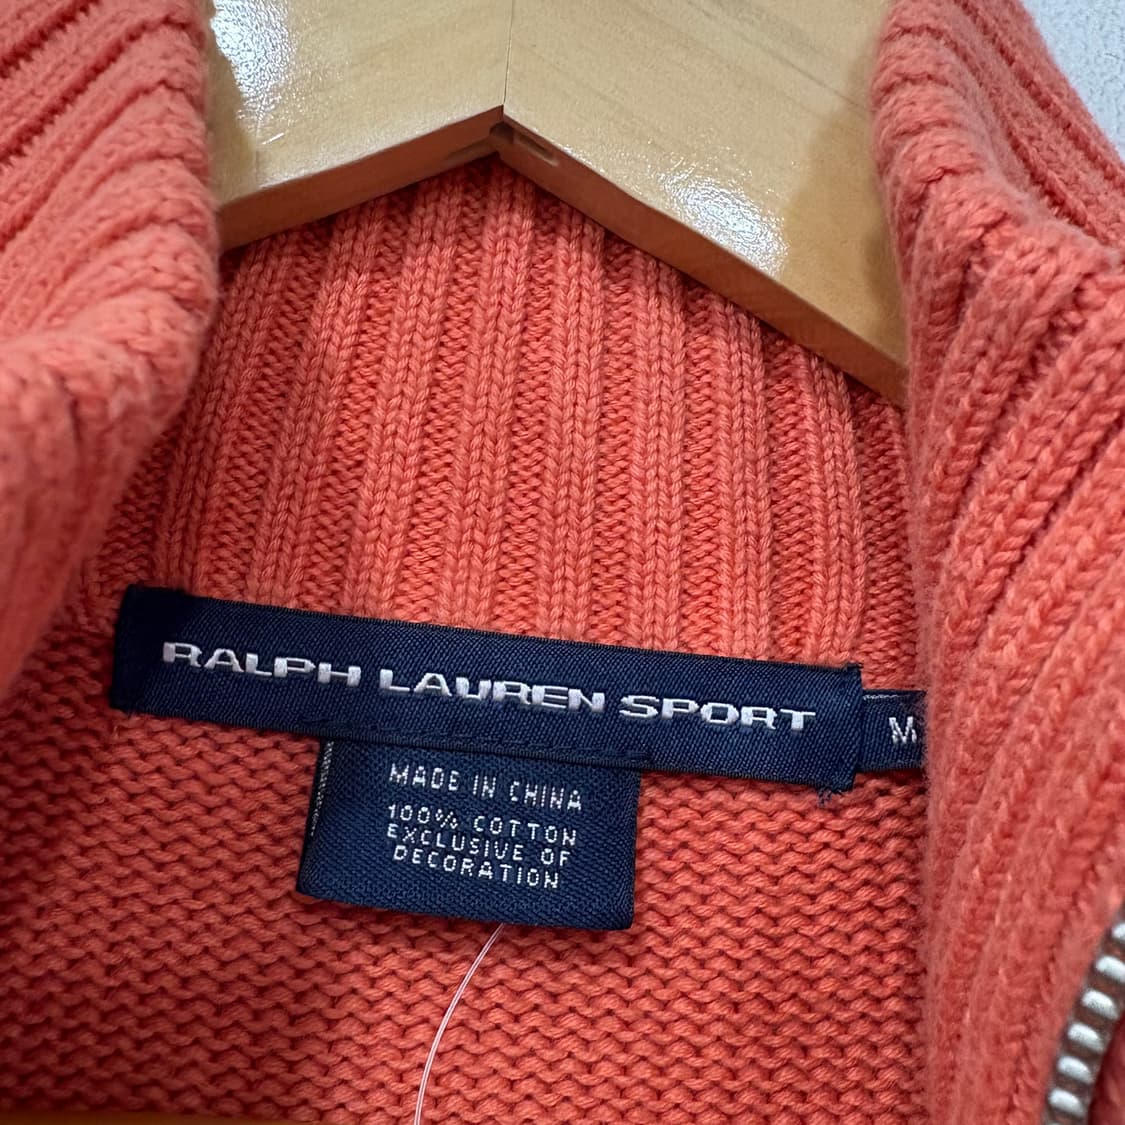 RALPH LAUREN SPORT
M
MADE IN CHINA
100% COTTON
EXCLUSIVE OF
DECORATION